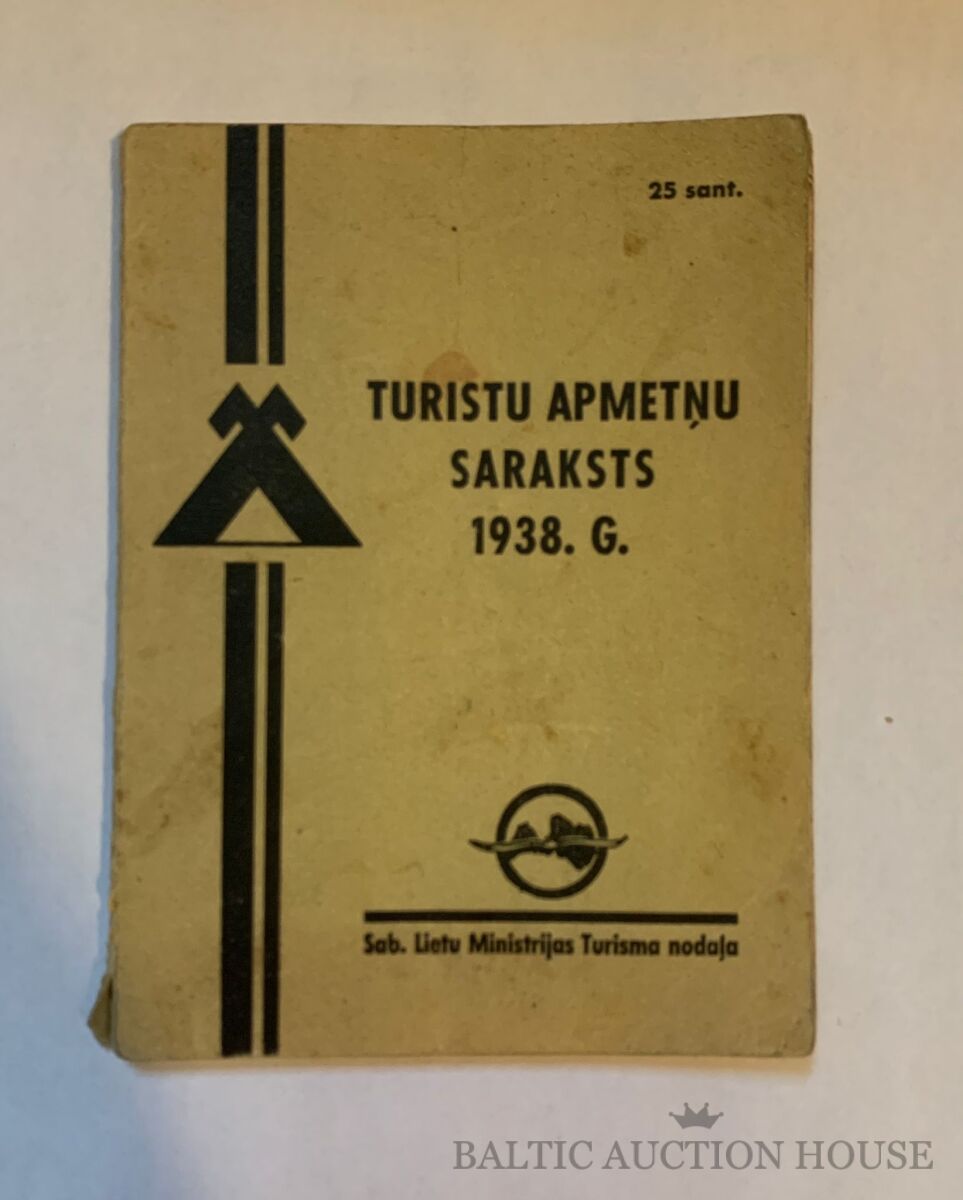 25 sant.
TURISTU APMETŅU
SARAKSTS
1938. G.
Sab. Lietu Ministrijas Turisma nodaļa
BALTIC AUCTION HOUSE